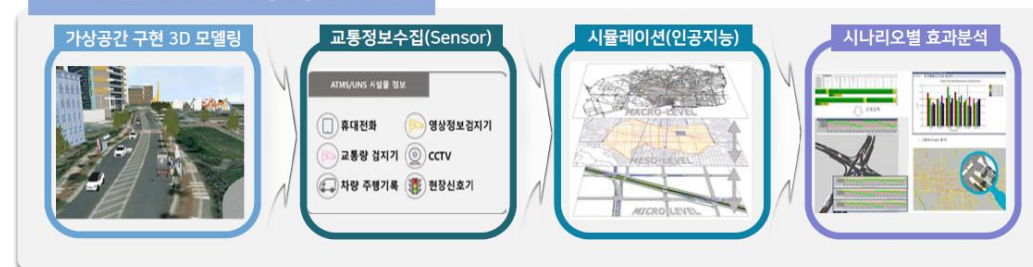 가상공간 구현 3D 모델링
교통정보수집(Sensor)
시뮬레이션(인공지능)
시나리오별 효과분석
ATMS/UNS 시설물 정보
휴대전화
영상정보검지기
교통량 검지기
CCTV
차량 주행기록
현장신호기
MACRO-LEVEL
MESO-LEVEL
MICRO-LEVEL